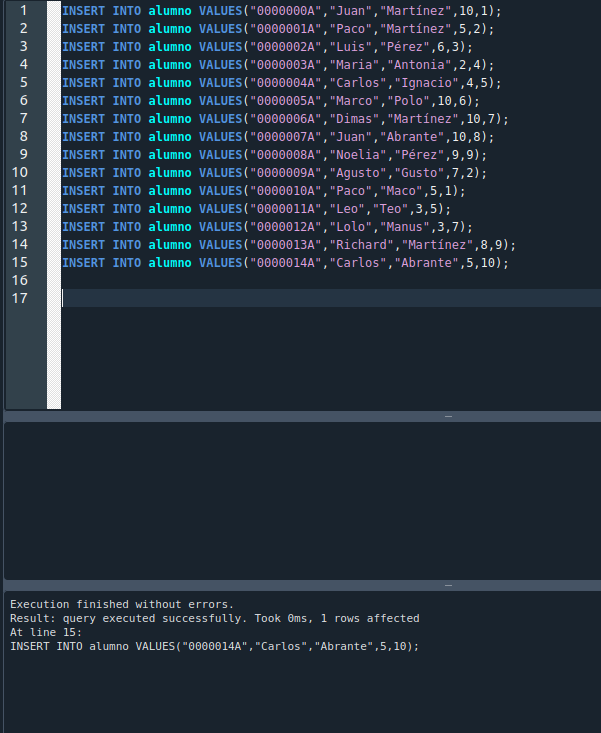 1 INSERT INTO alumno VALUES("0000000A","Juan","Martínez",10,1);
2 INSERT INTO alumno VALUES("0000001A","Paco","Martínez",5,2);
3 INSERT INTO alumno VALUES("0000002A","Luis","Pérez",6,3);
4 INSERT INTO alumno VALUES("0000003A","Maria","Antonia",2,4);
5 INSERT INTO alumno VALUES("0000004A","Carlos","Ignacio",4,5);
6 INSERT INTO alumno VALUES("0000005A","Marco","Polo",10,6);
7 INSERT INTO alumno VALUES("0000006A","Dimas","Martínez",10,7);
8 INSERT INTO alumno VALUES("0000007A","Juan","Abrante",10,8);
9 INSERT INTO alumno VALUES("0000008A","Noelia","Pérez",9,9);
10 INSERT INTO alumno VALUES("0000009A","Agusto","Gusto",7,2);
11 INSERT INTO alumno VALUES("0000010A","Paco","Maco",5,1);
12 INSERT INTO alumno VALUES("0000011A","Leo","Teo",3,5);
13 INSERT INTO alumno VALUES("0000012A","Lolo","Manus",3,7);
14 INSERT INTO alumno VALUES("0000013A","Richard","Martínez",8,9);
15 INSERT INTO alumno VALUES("0000014A","Carlos","Abrante",5,10);
16
17
Execution finished without errors.
Result: query executed successfully. Took 0ms, 1 rows affected
At line 15:
INSERT INTO alumno VALUES("0000014A","Carlos","Abrante",5,10);